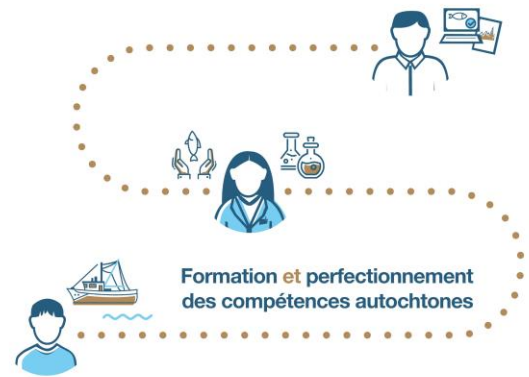 Formation et perfectionnement
des compétences autochtones